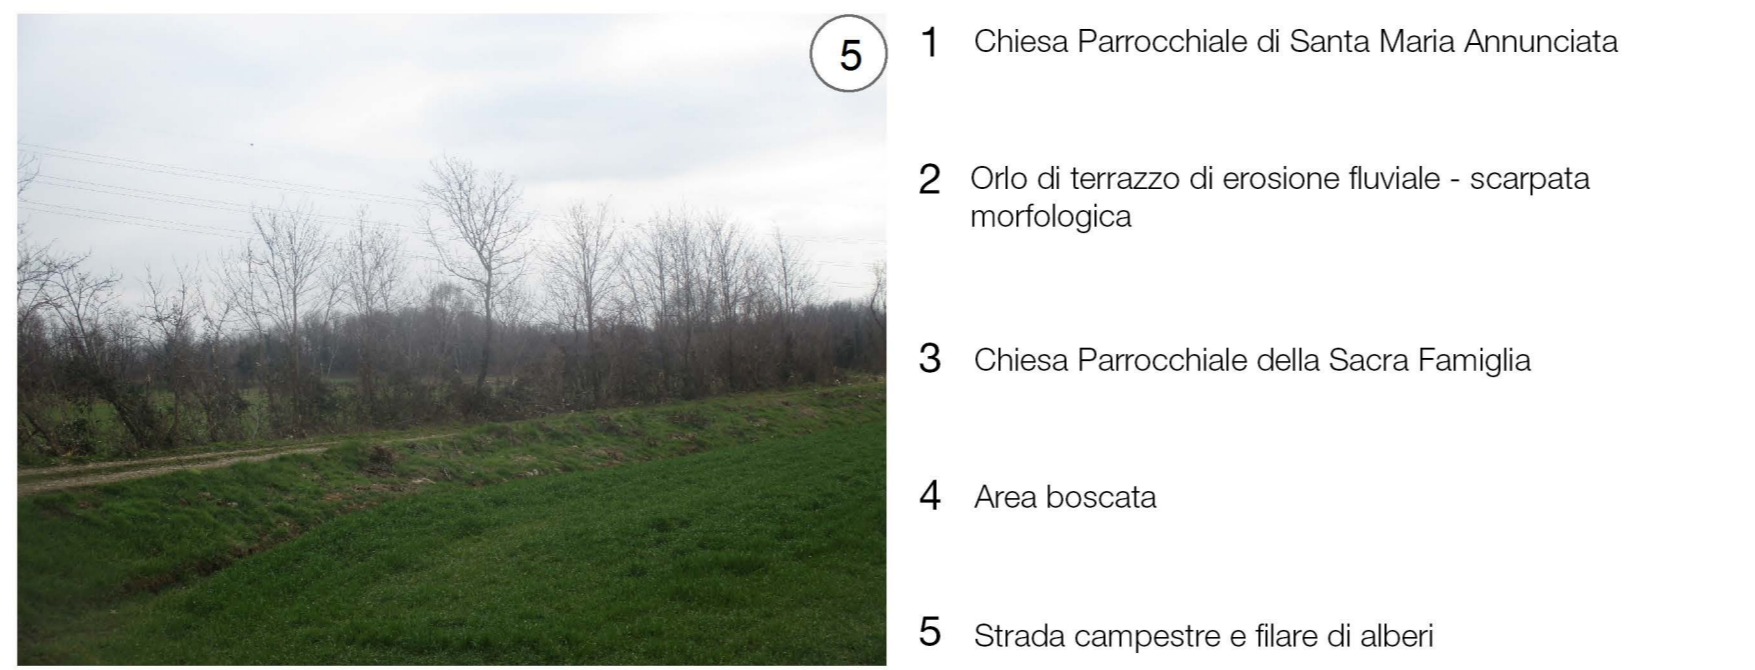 5
1 Chiesa Parrocchiale di Santa Maria Annunciata
2 Orlo di terrazzo di erosione fluviale - scarpata
morfologica
3 Chiesa Parrocchiale della Sacra Famiglia
4 Area boscata
5 Strada campestre e filare di alberi